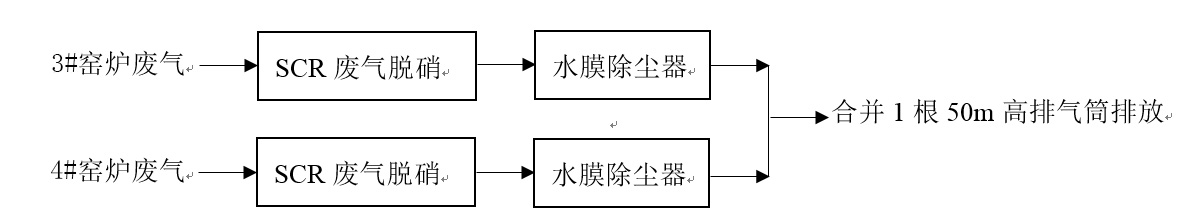 3#窑炉废气
SCR 废气脱硝
水膜除尘器
合并 1 根 50m 高排气筒排放
4#窑炉废气
SCR 废气脱硝
水膜除尘器